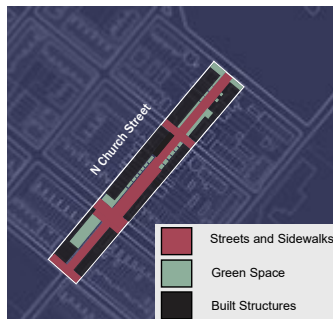 N Church Street
Streets and Sidewalks
Green Space
Built Structures